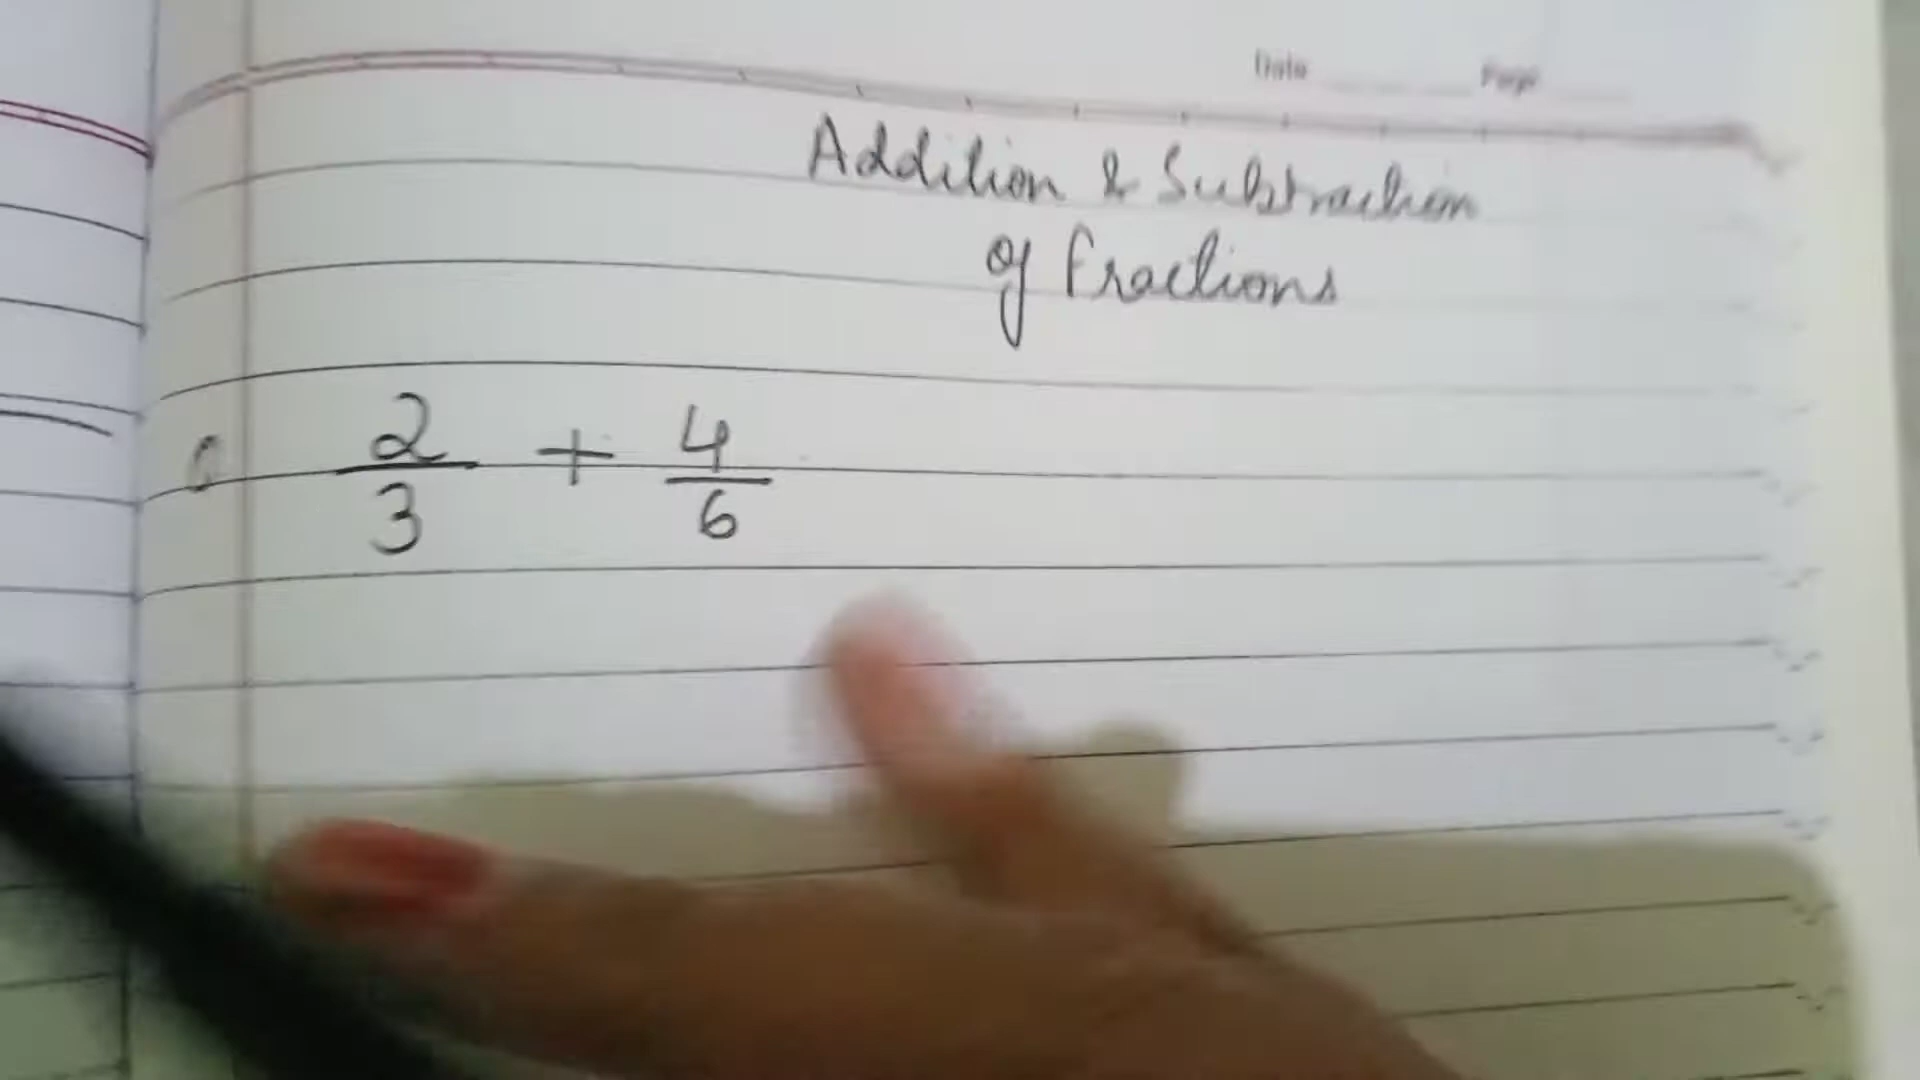 Date Page
Addition & Subtraction
of fractions
2/3 + 4/6